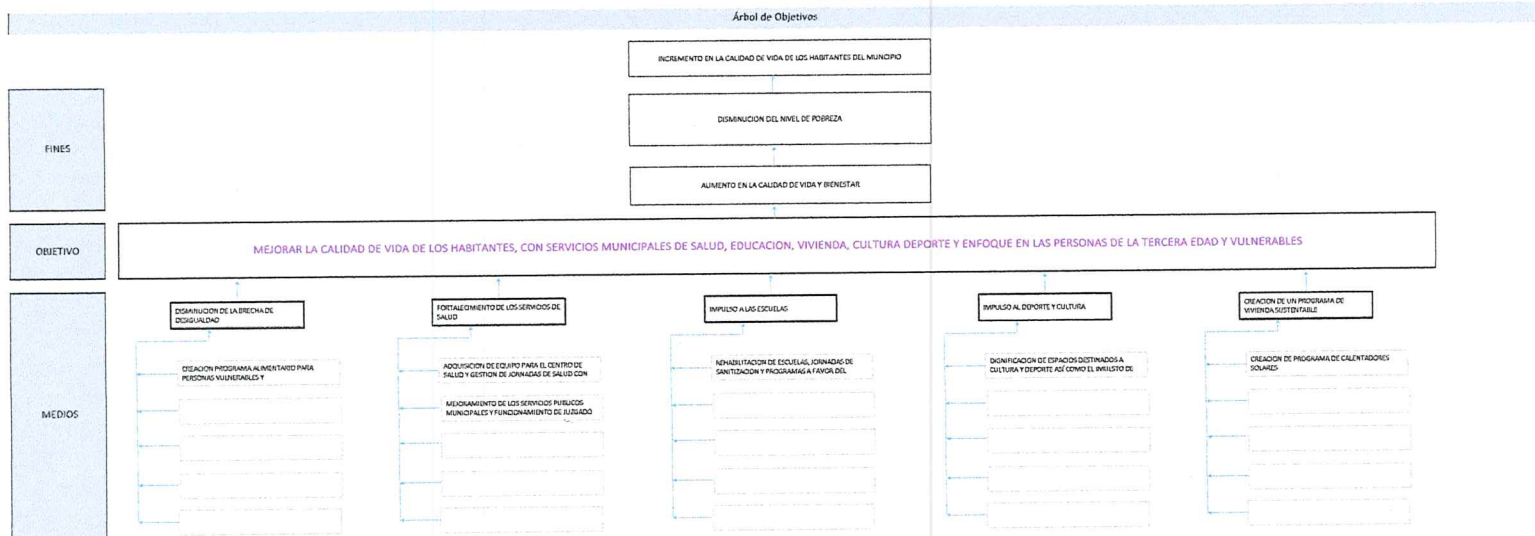 Árbol de Objetivos
INCREMENTO EN LA CALIDAD DE VIDA DE LOS HABITANTES DEL MUNCIPIO
FINES
DISMINUCION DEL NIVEL DE POBREZA
AUMENTO EN LA CALIDAD DE VIDA Y BIENESTAR
OBJETIVO
MEJORAR LA CALIDAD DE VIDA DE LOS HABITANTES, CON SERVICIOS MUNICIPALES DE SALUD, EDUCACION, VIVIENDA, CULTURA DEPORTE Y ENFOQUE EN LAS PERSONAS DE LA TERCERA EDAD Y VULNERABLES
MEDIOS
DISMINUCION DE LA BRECHA DE
DESIGUALDAD
CREACION PROGRAMA ALIMENTARIO PARA
PERSONAS VULNERABLES Y
FORTALECIMIENTO DE LOS SERVICIOS DE
SALUD
ADQUISICION DE EQUIPO PARA EL CENTRO DE
SALUD Y GESTION DE JORNADAS DE SALUD CON
MEJORAMIENTO DE LOS SERVICIOS PUBLICOS
MUNICIPALES Y FUNCIONAMIENTO DE JUZGADO
IMPULSO A LAS ESCUELAS
REHABILITACION DE ESCUELAS, JORNADAS DE
SANITIZACION Y PROGRAMAS A FAVOR DEL
IMPULSO AL DEPORTE Y CULTURA
DIGNIFICACION DE ESPACIOS DESTINADOS A
CULTURA Y DEPORTE ASÍ COMO EL DE
CREACION DE UN PROGRAMA DE
VIVIENDA SUSTENTABLE
CREACION DE PROGRAMA DE CALENTADORES
SOLARES